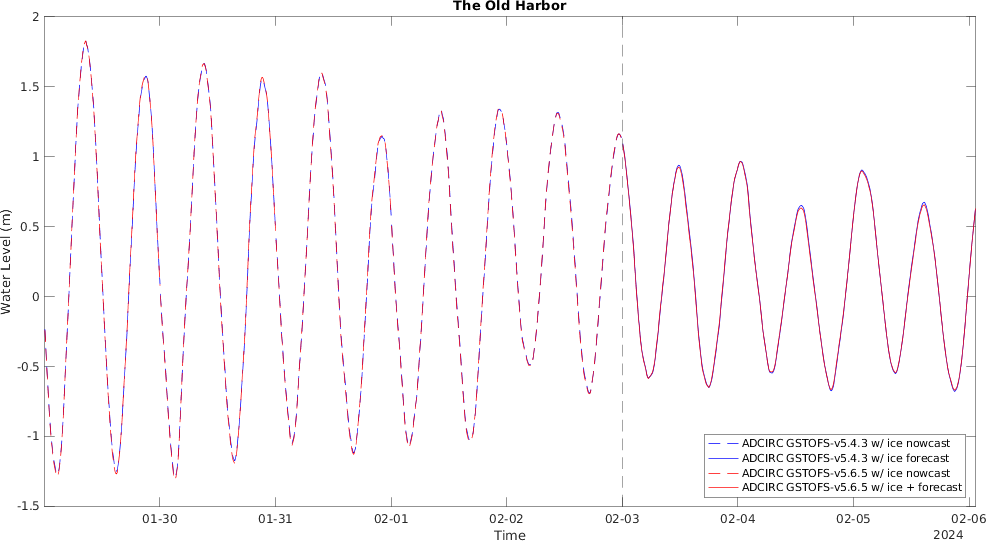 The Old Harbor
Water Level (m)
2
1.5
1
0.5
0
-0.5
-1
-1.5
ADCIRC GSTOFS-v5.4.3 w/ ice nowcast
ADCIRC GSTOFS-v5.4.3 w/ ice forecast
ADCIRC GSTOFS-v5.6.5 w/ ice nowcast
ADCIRC GSTOFS-v5.6.5 w/ ice + forecast
01-30 01-31 02-01 02-02 02-03 02-04 02-05 02-06
Time
2024